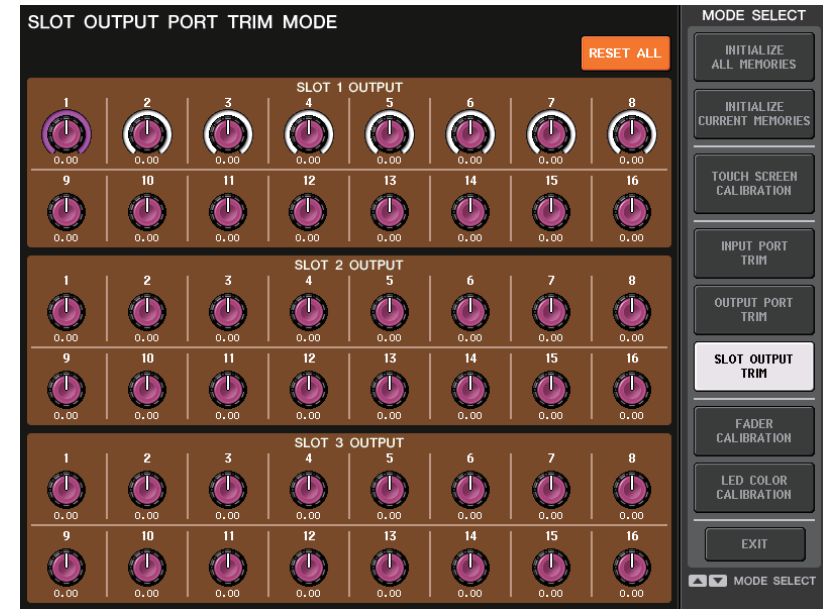 SLOT OUTPUT PORT TRIM MODE
RESET ALL
SLOT 1 OUTPUT
1 2 3 4 5 6 7 8
0.00 0.00 0.00 0.00 0.00 0.00 0.00 0.00
9 10 11 12 13 14 15 16
0.00 0.00 0.00 0.00 0.00 0.00 0.00 0.00
SLOT 2 OUTPUT
1 2 3 4 5 6 7 8
0.00 0.00 0.00 0.00 0.00 0.00 0.00 0.00
9 10 11 12 13 14 15 16
0.00 0.00 0.00 0.00 0.00 0.00 0.00 0.00
SLOT 3 OUTPUT
1 2 3 4 5 6 7 8
0.00 0.00 0.00 0.00 0.00 0.00 0.00 0.00
9 10 11 12 13 14 15 16
0.00 0.00 0.00 0.00 0.00 0.00 0.00 0.00
MODE SELECT
INITIALIZE
ALL MEMORIES
INITIALIZE
CURRENT MEMORIES
TOUCH SCREEN
CALIBRATION
INPUT PORT
TRIM
OUTPUT PORT
TRIM
SLOT OUTPUT
TRIM
FADER
CALIBRATION
LED COLOR
CALIBRATION
EXIT
MODE SELECT